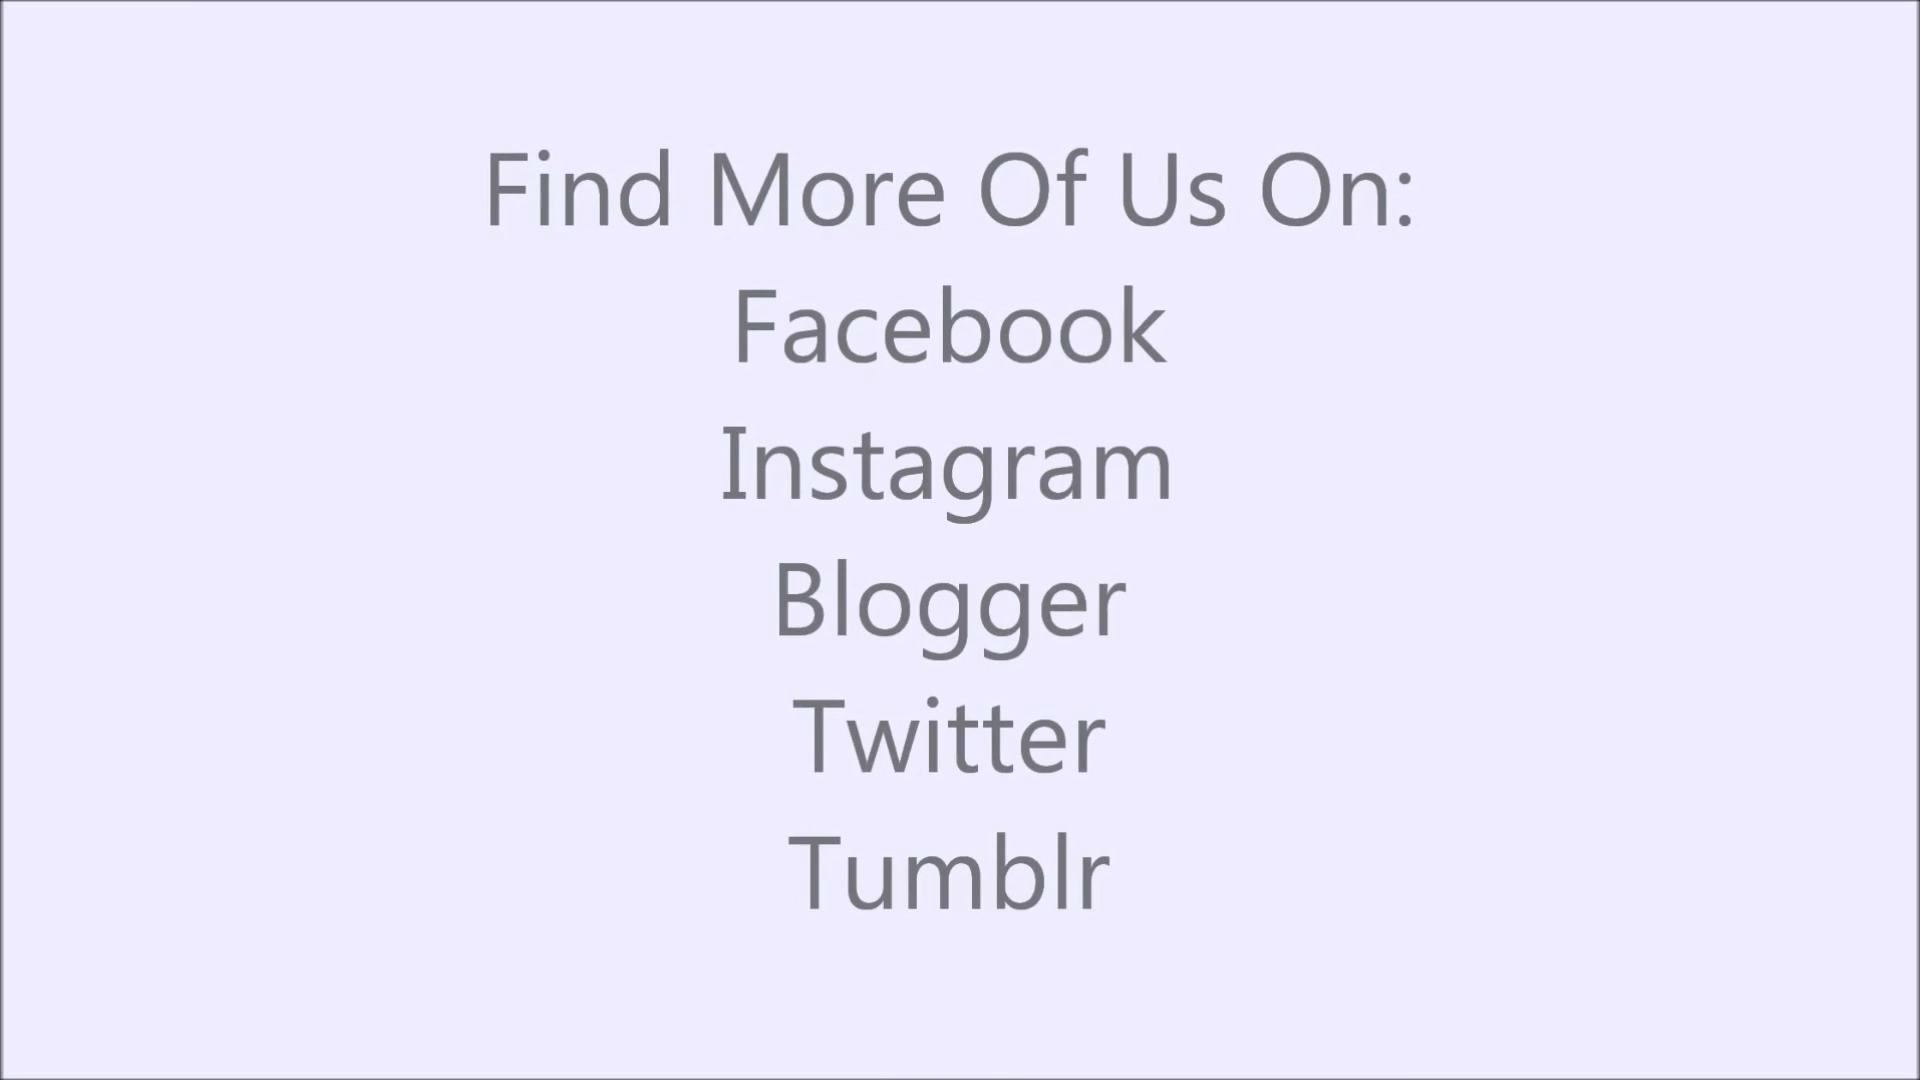 Find More Of Us On:
Facebook
Instagram
Blogger
Twitter
Tumblr